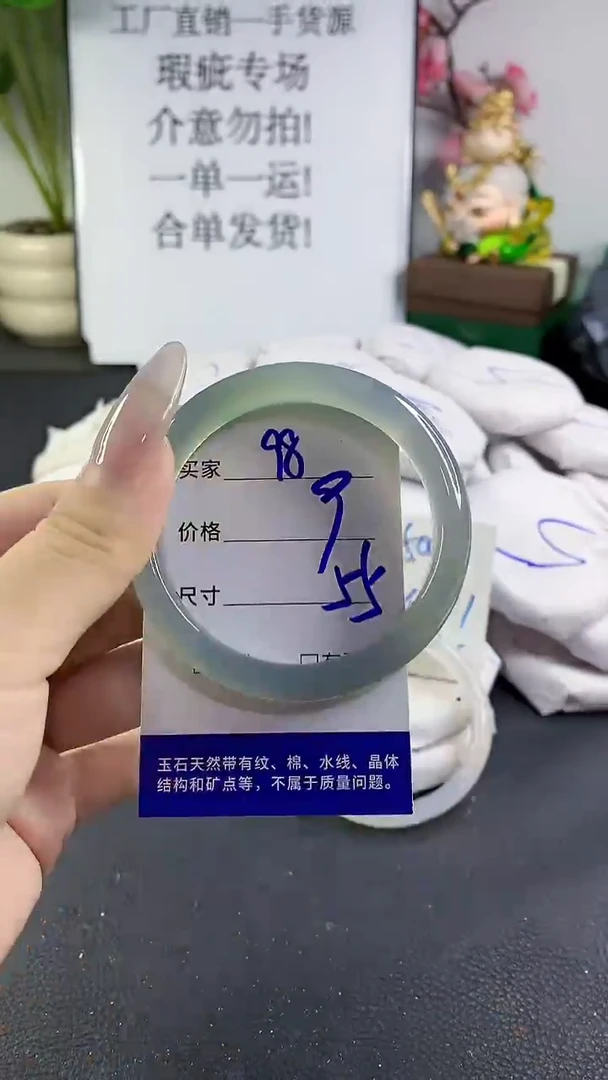 工厂直销一手货源
瑕疵专场
介意勿拍!
一单一运!
合单发货!
买家 98
价格 9
尺寸 55
玉石天然带有纹、棉、水线、晶体
结构和矿点等，不属于质量问题。